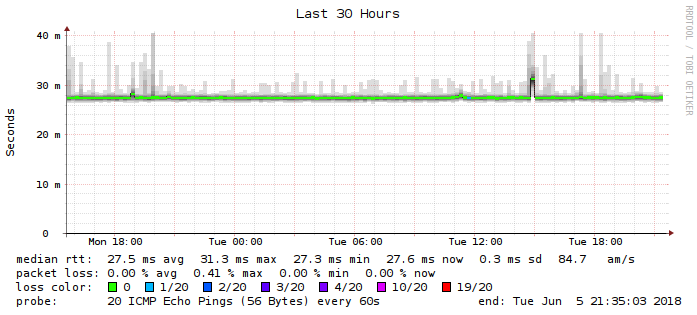 Last 30 Hours
RRDTOOL / TOBI OETIKER
Seconds
40 m
30 m
20 m
10 m
0
Mon 18:00 Tue 00:00 Tue 06:00 Tue 12:00 Tue 18:00
median rtt: 27.5 ms avg 31.3 ms max 27.3 ms min 27.6 ms now 0.3 ms sd 84.7 am/s
packet loss: 0.00 % avg 0.41 % max 0.00 % min 0.00 % now
loss color: 0 1/20 2/20 3/20 4/20 10/20 19/20
probe: 20 ICMP Echo Pings (56 Bytes) every 60s end: Tue Jun 5 21:35:03 2018